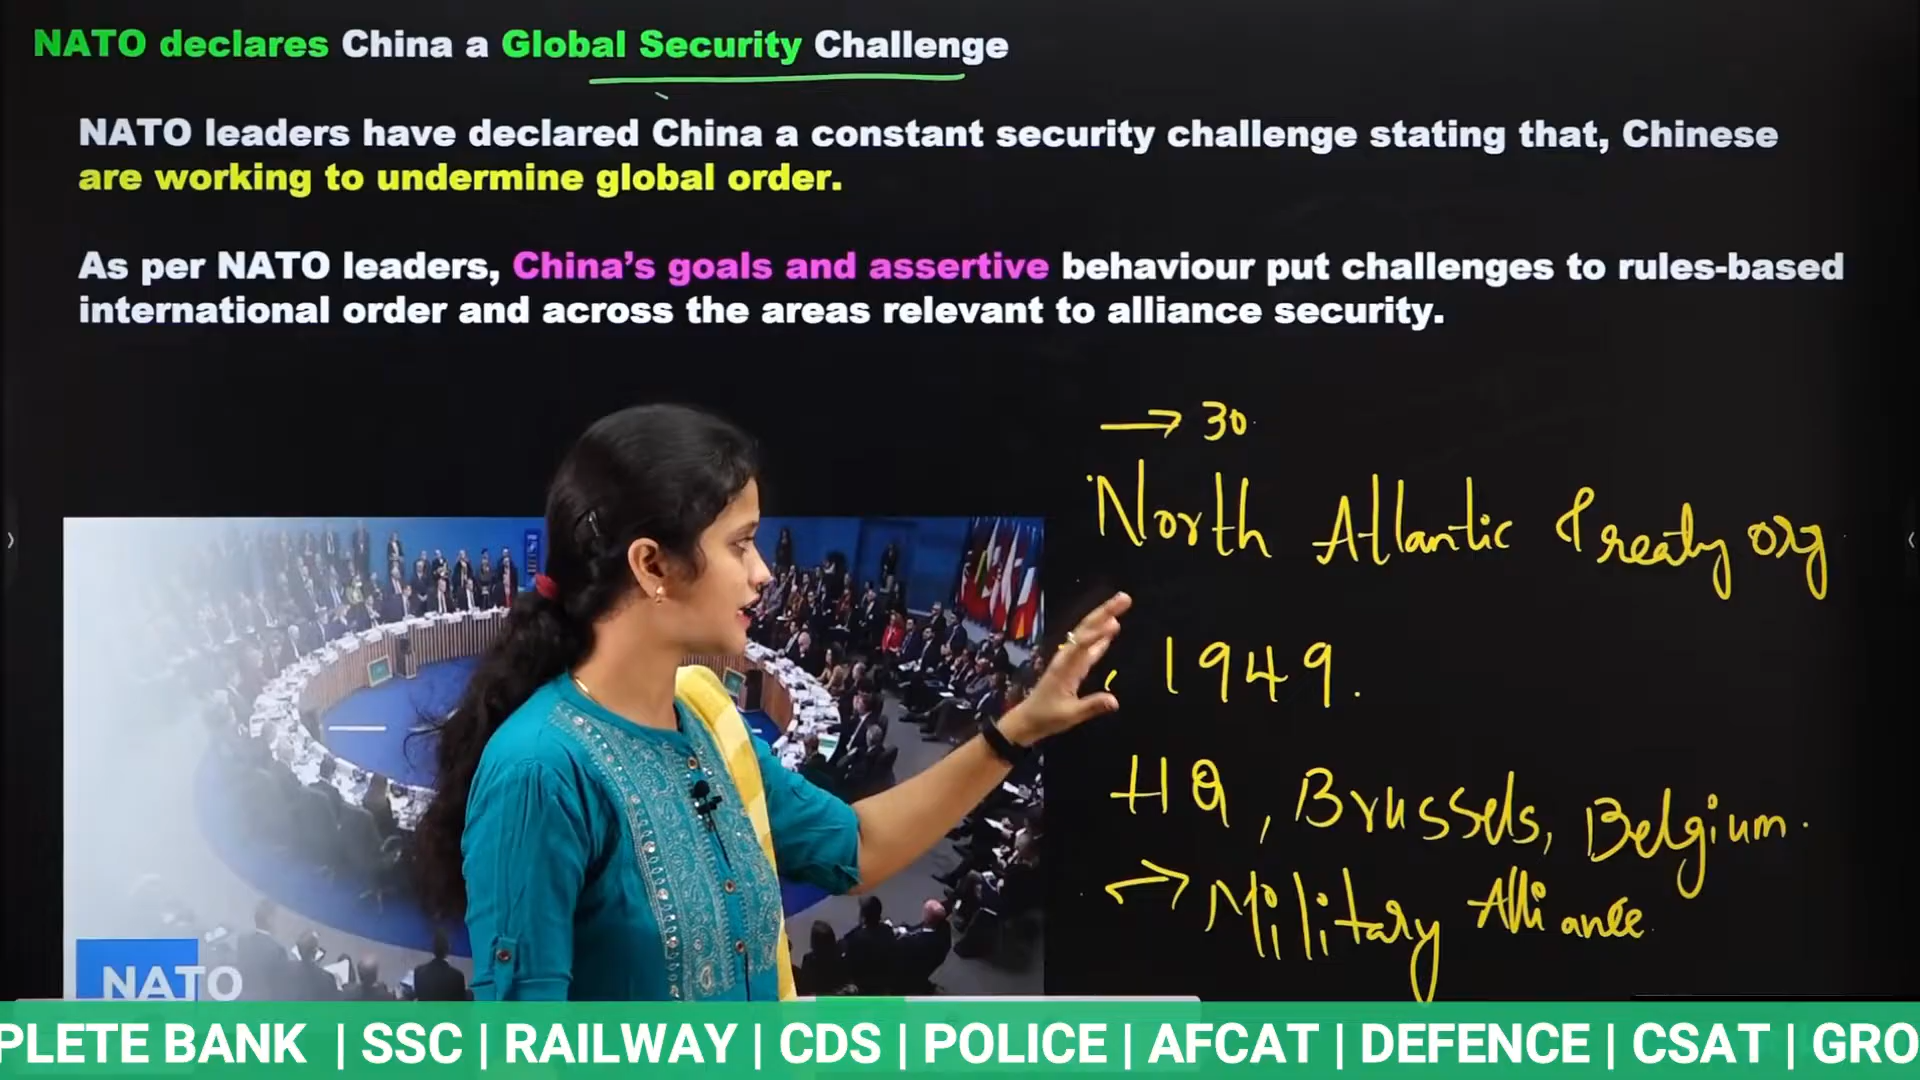 NATO declares China a Global Security Challenge
NATO leaders have declared China a constant security challenge stating that, Chinese
are working to undermine global order.
As per NATO leaders, China's goals and assertive behaviour put challenges to rules-based
international order and across the areas relevant to alliance security.
→ 30
North Atlantic Treaty org
1949.
HQ, Brussels, Belgium.
→ Military Alliance
NATO
PLETE BANK | SSC | RAILWAY | CDS | POLICE | AFCAT | DEFENCE | CSAT | GRO